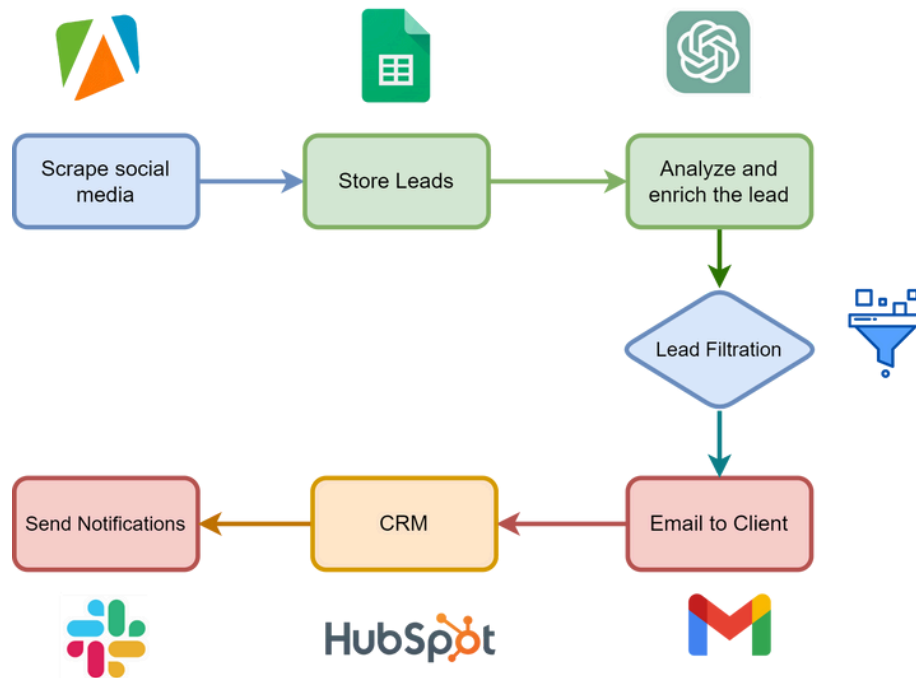 Scrape social
media
Store Leads
Analyze and
enrich the lead
Lead Filtration
Send Notifications
CRM
Email to Client
HubSpot